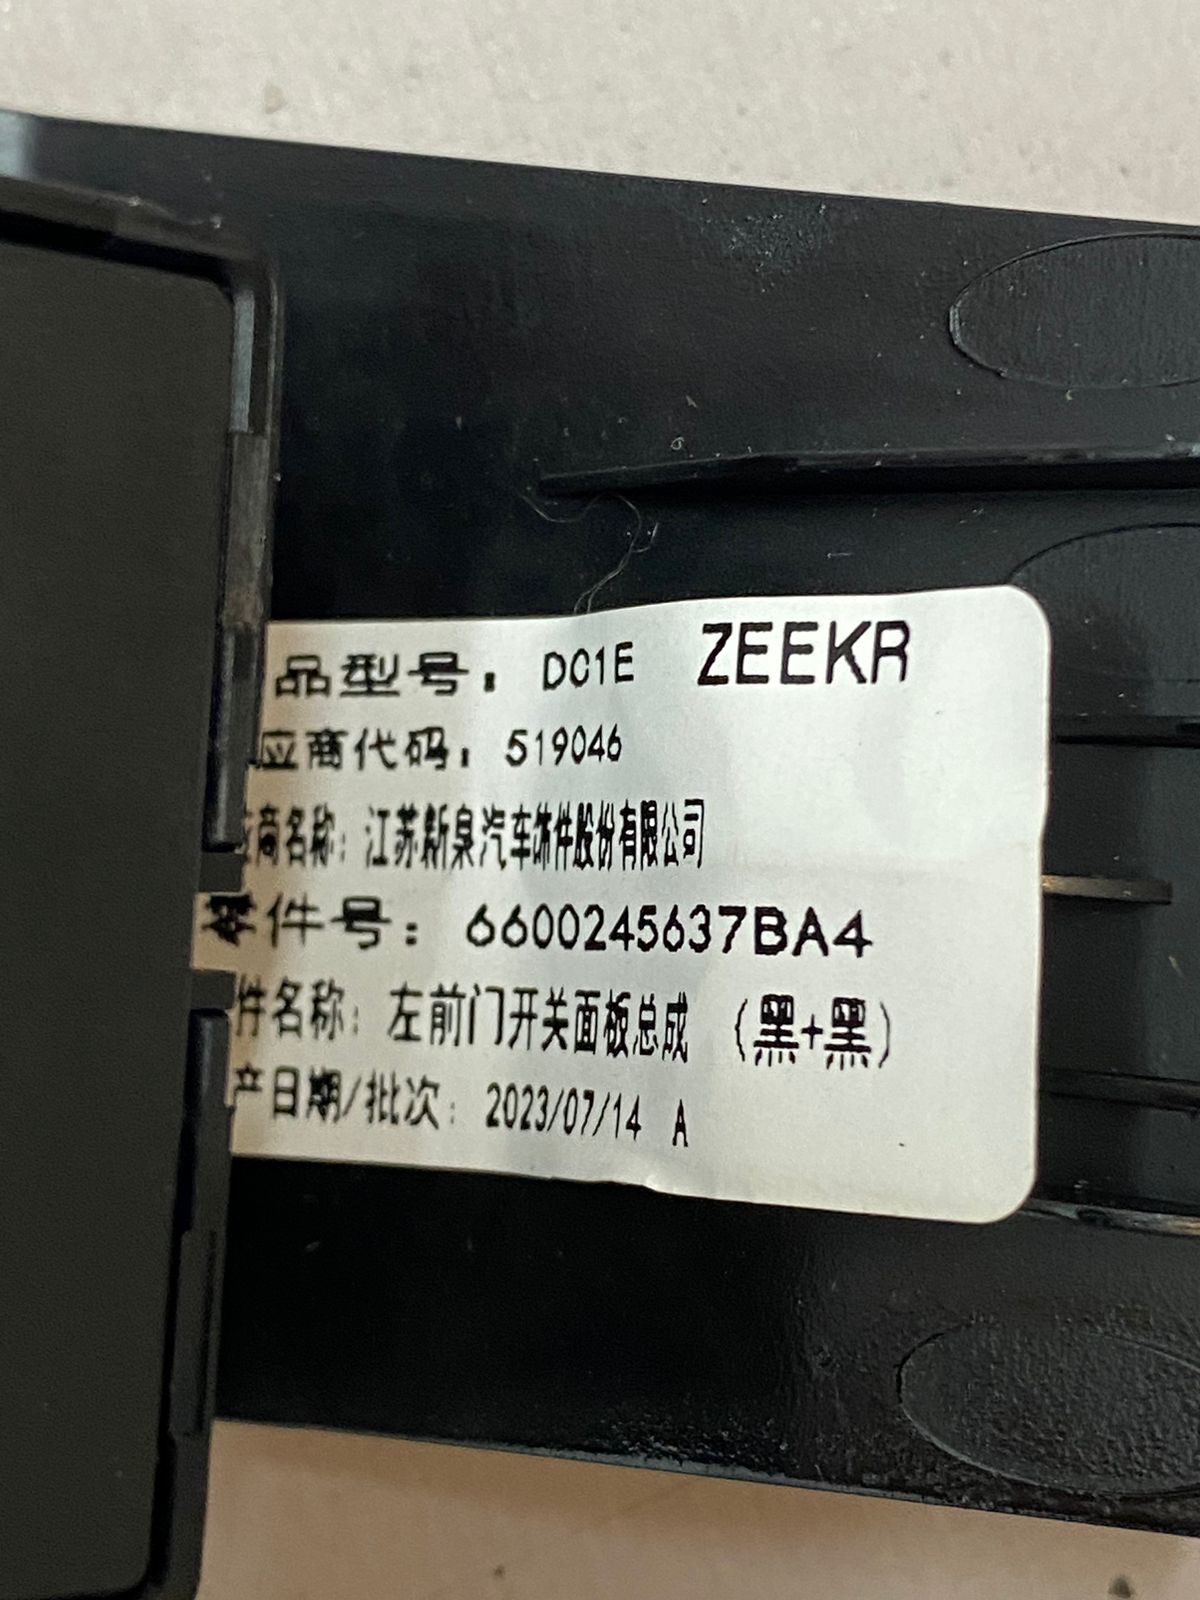 品型号：DC1E ZEEKR
应商代码：519046
应商名称：江苏新泉汽车饰件股份有限公司
零件号：6600245637BA4
件名称：左前门开关面板总成（黑+黑）
产日期/批次：2023/07/14 A